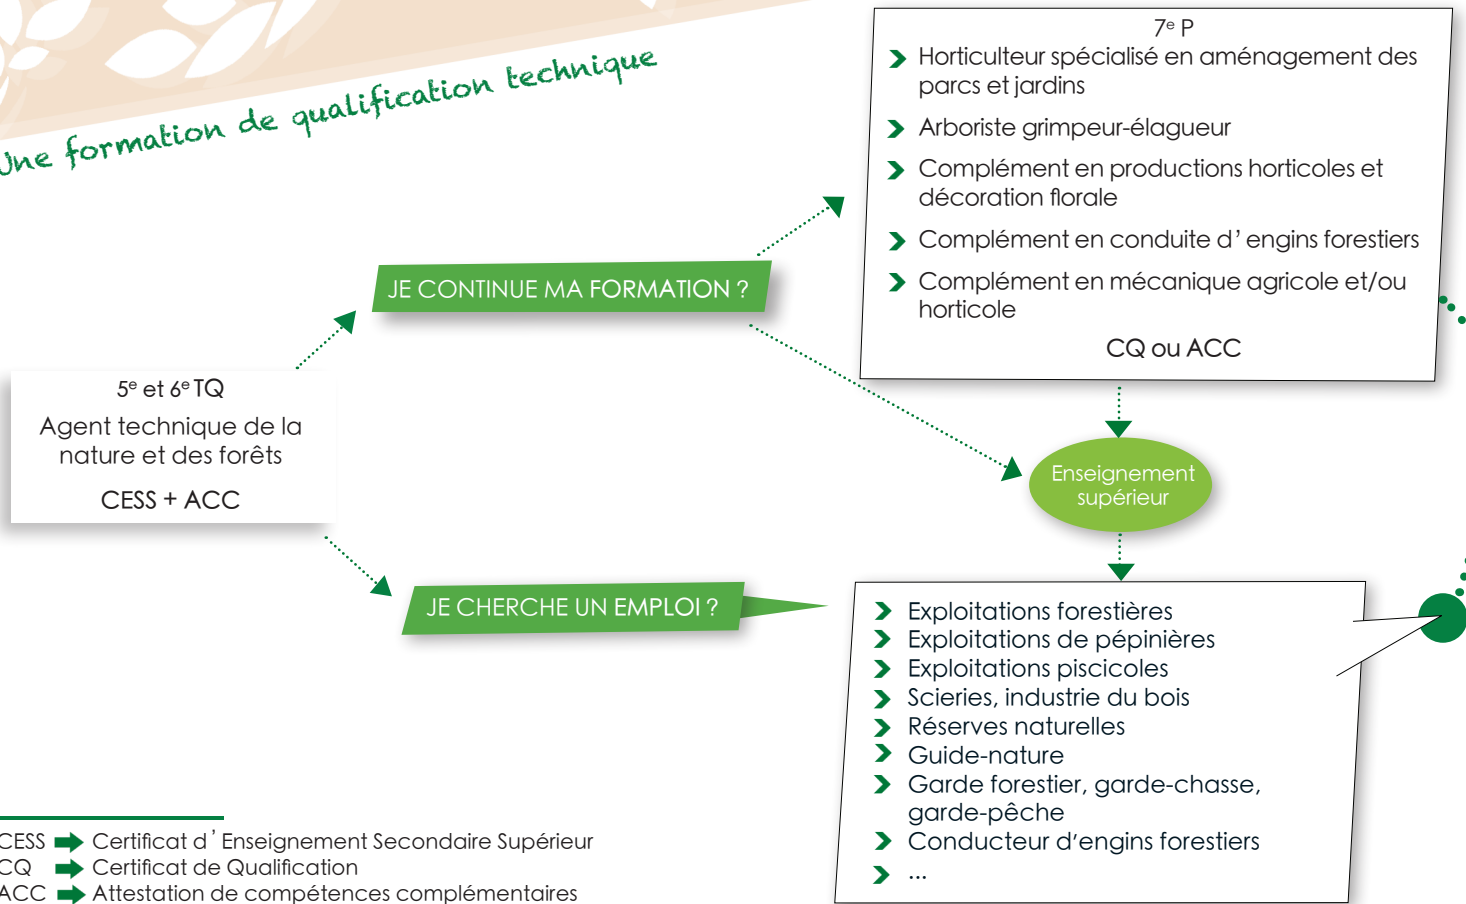 Une formation de qualification technique
7e P
Horticulteur spécialisé en aménagement des
parcs et jardins
Arboriste grimpeur-élagueur
Complément en productions horticoles et
décoration florale
Complément en conduite d’engins forestiers
Complément en mécanique agricole et/ou
horticole
CQ ou ACC
JE CONTINUE MA FORMATION ?
5e et 6e TQ
Agent technique de la
nature et des forêts
CESS + ACC
Enseignement
supérieur
JE CHERCHE UN EMPLOI ?
Exploitations forestières
Exploitations de pépinières
Exploitations piscicoles
Scieries, industrie du bois
Réserves naturelles
Guide-nature
Garde forestier, garde-chasse,
garde-pêche
Conducteur d'engins forestiers
...
CESS Certificat d’Enseignement Secondaire Supérieur
CQ Certificat de Qualification
ACC Attestation de compétences complémentaires